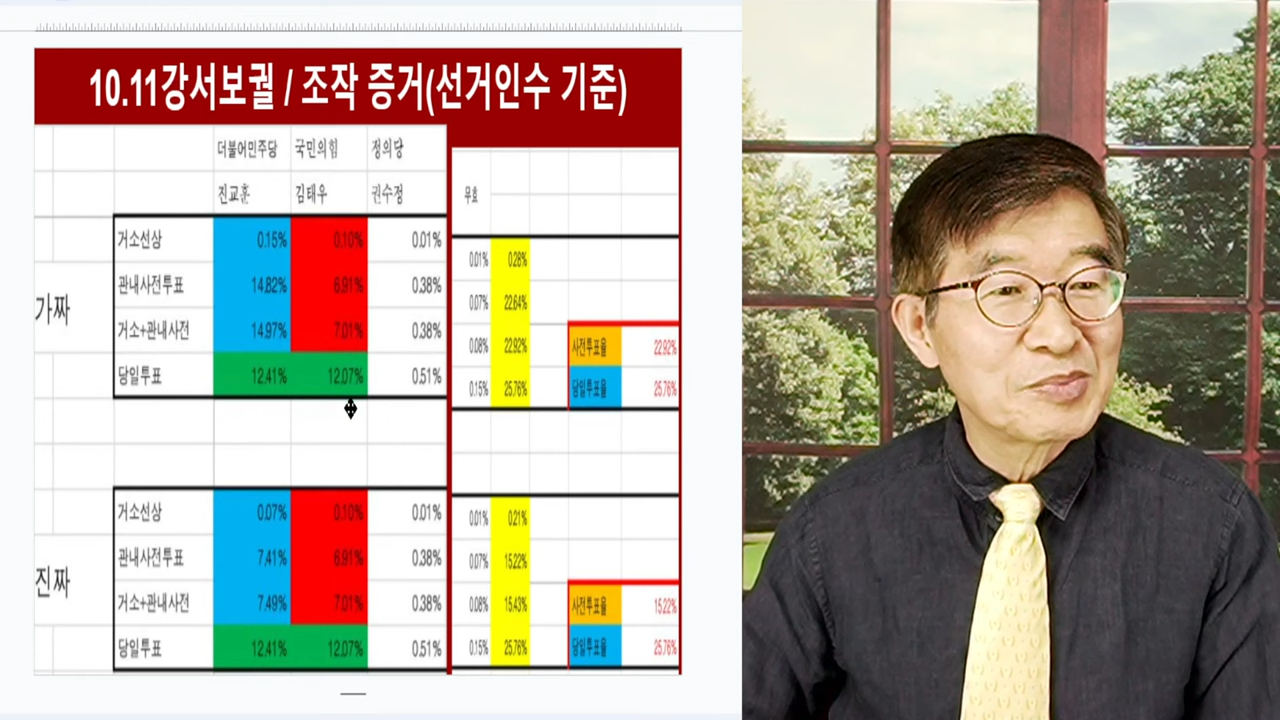 10.11강서보궐 / 조작 증거(선거인수 기준)
더불어민주당 국민의힘 정의당
진교훈 김태우 권수정 무효
가짜
거소선상 0.15% 0.10% 0.01% 0.01% 0.28%
관내사전투표 14.82% 6.91% 0.38% 0.07% 22.64%
거소+관내사전 14.97% 7.01% 0.38% 0.08% 22.92% 사전투표율 22.92%
당일투표 12.41% 12.07% 0.51% 0.15% 25.76% 당일투표율 25.76%
진짜
거소선상 0.07% 0.10% 0.01% 0.01% 0.21%
관내사전투표 7.41% 6.91% 0.38% 0.07% 15.22%
거소+관내사전 7.49% 7.01% 0.38% 0.08% 15.43% 사전투표율 15.22%
당일투표 12.41% 12.07% 0.51% 0.15% 25.76% 당일투표율 25.76%